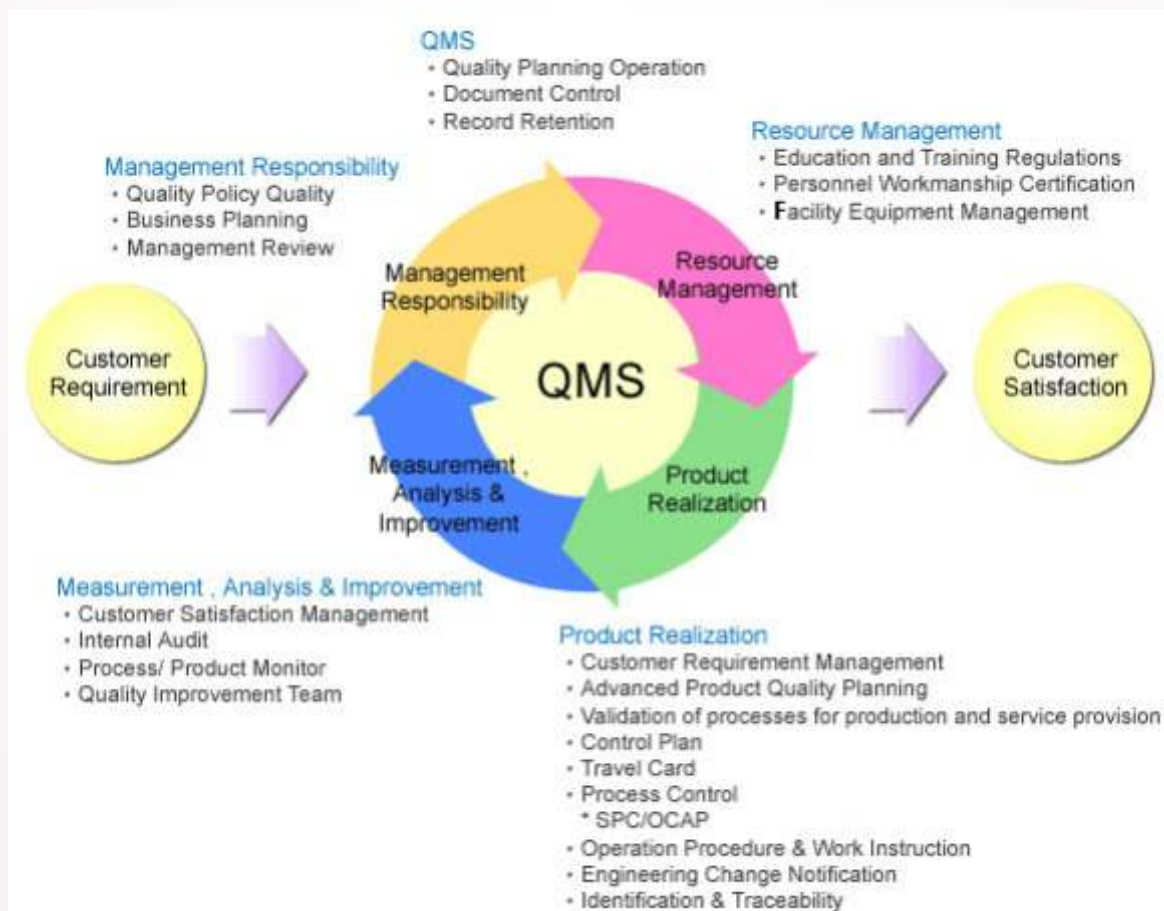 QMS
・Quality Planning Operation
・Document Control
・Record Retention
Management Responsibility
・Quality Policy Quality
・Business Planning
・Management Review
Resource Management
・Education and Training Regulations
・Personnel Workmanship Certification
・Facility Equipment Management
Customer
Requirement
Management
Responsibility
Resource
Management
QMS
Measurement ,
Analysis &
Improvement
Product
Realization
Customer
Satisfaction
Measurement , Analysis & Improvement
・Customer Satisfaction Management
・Internal Audit
・Process/ Product Monitor
・Quality Improvement Team
Product Realization
・Customer Requirement Management
・Advanced Product Quality Planning
・Validation of processes for production and service provision
・Control Plan
・Travel Card
・Process Control
* SPC/OCAP
・Operation Procedure & Work Instruction
・Engineering Change Notification
・Identification & Traceability